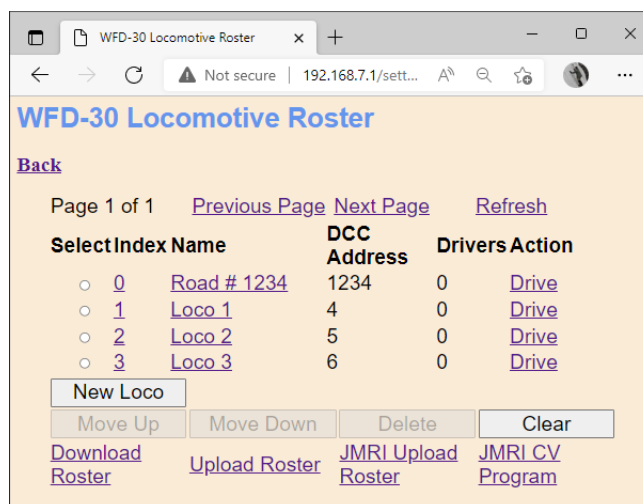 WFD-30 Locomotive Roster
Not secure | 192.168.7.1/sett...
WFD-30 Locomotive Roster
Back
Page 1 of 1 Previous Page Next Page Refresh
Select Index Name DCC Address Drivers Action
0 Road # 1234 1234 0 Drive
1 Loco 1 4 0 Drive
2 Loco 2 5 0 Drive
3 Loco 3 6 0 Drive
New Loco
Move Up Move Down Delete Clear
Download Roster Upload Roster JMRI Upload Roster JMRI CV Program